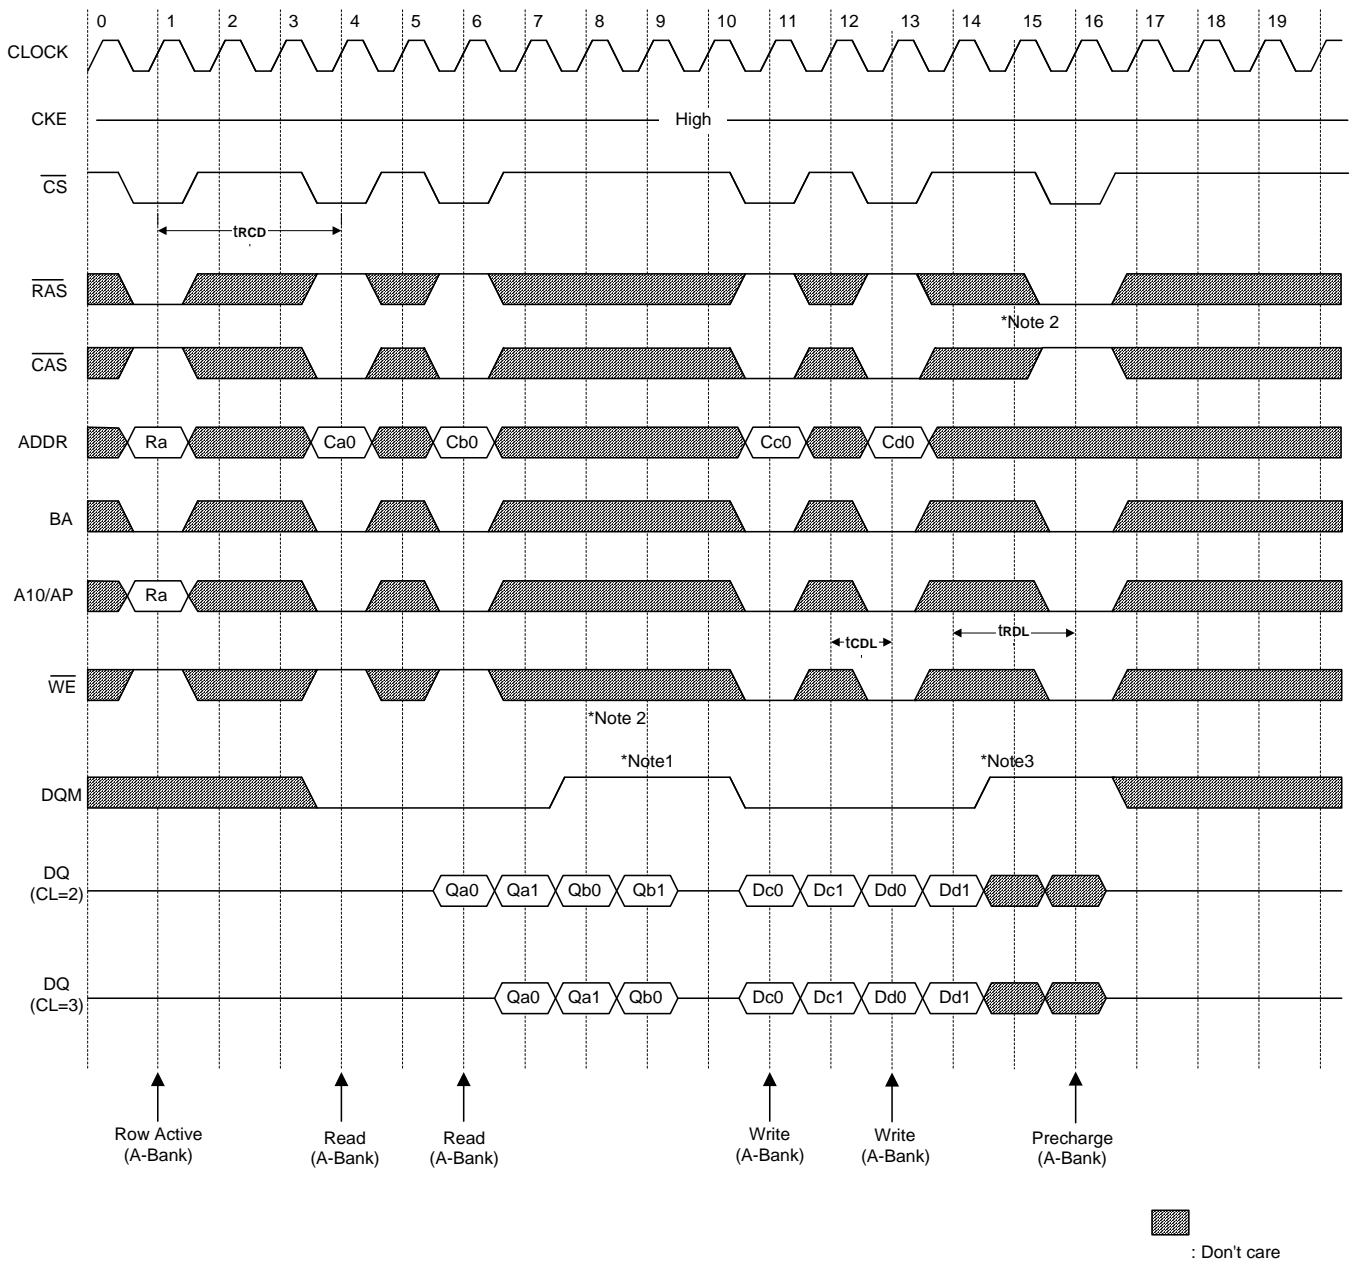 0 1 2 3 4 5 6 7 8 9 10 11 12 13 14 15 16 17 18 19
CLOCK
CKE High
CS
tRCD
RAS
*Note 2
CAS
ADDR Ra Ca0 Cb0 Cc0 Cd0
BA
A10/AP Ra
tCDL tRDL
WE
*Note 2
*Note1 *Note3
DQM
DQ
(CL=2) Qa0 Qa1 Qb0 Qb1 Dc0 Dc1 Dd0 Dd1
DQ
(CL=3) Qa0 Qa1 Qb0 Dc0 Dc1 Dd0 Dd1
Row Active
(A-Bank)
Read
(A-Bank)
Read
(A-Bank)
Write
(A-Bank)
Write
(A-Bank)
Precharge
(A-Bank)
: Don't care